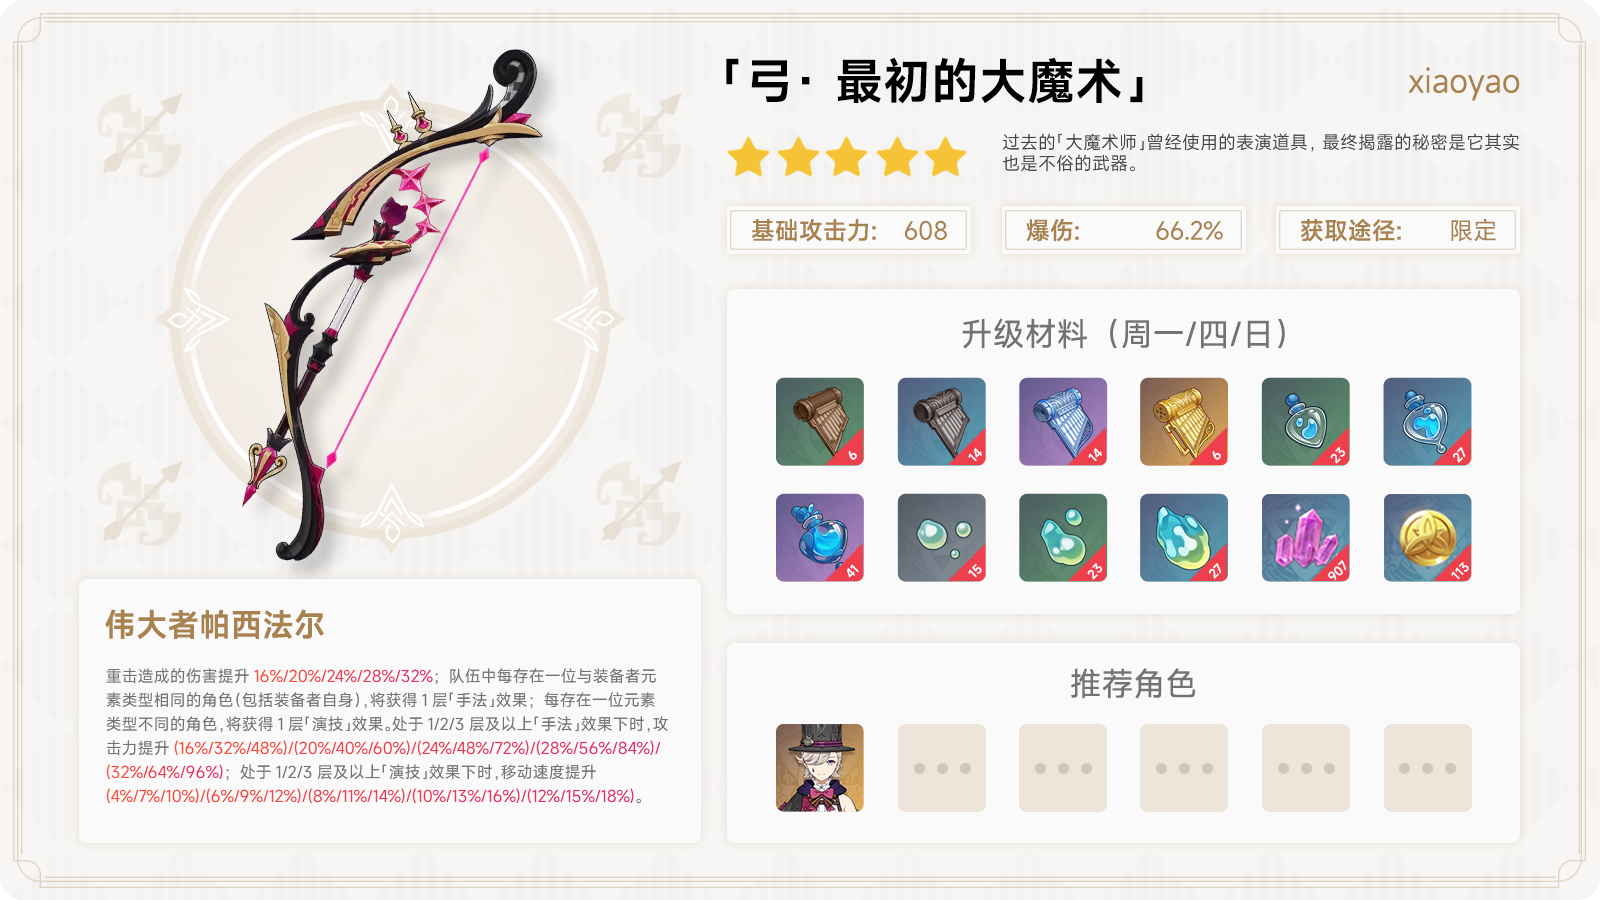 「弓· 最初的大魔术」
xiaoyao
过去的「大魔术师」曾经使用的表演道具，最终揭露的秘密是它其实
也是不俗的武器。
基础攻击力: 608
爆伤: 66.2%
获取途径: 限定
升级材料（周一/四/日）
6 14 14 6 23 27
41 15 23 27 907 113
伟大者帕西法尔
重击造成的伤害提升 16%/20%/24%/28%/32%；队伍中每存在一位与装备者元
素类型相同的角色(包括装备者自身),将获得 1 层「手法」效果；每存在一位元素
类型不同的角色,将获得 1 层「演技」效果。处于 1/2/3 层及以上「手法」效果下时,攻
击力提升 (16%/32%/48%)/(20%/40%/60%)/(24%/48%/72%)/(28%/56%/84%)/
(32%/64%/96%)；处于 1/2/3 层及以上「演技」效果下时,移动速度提升
(4%/7%/10%)/(6%/9%/12%)/(8%/11%/14%)/(10%/13%/16%)/(12%/15%/18%)。
推荐角色